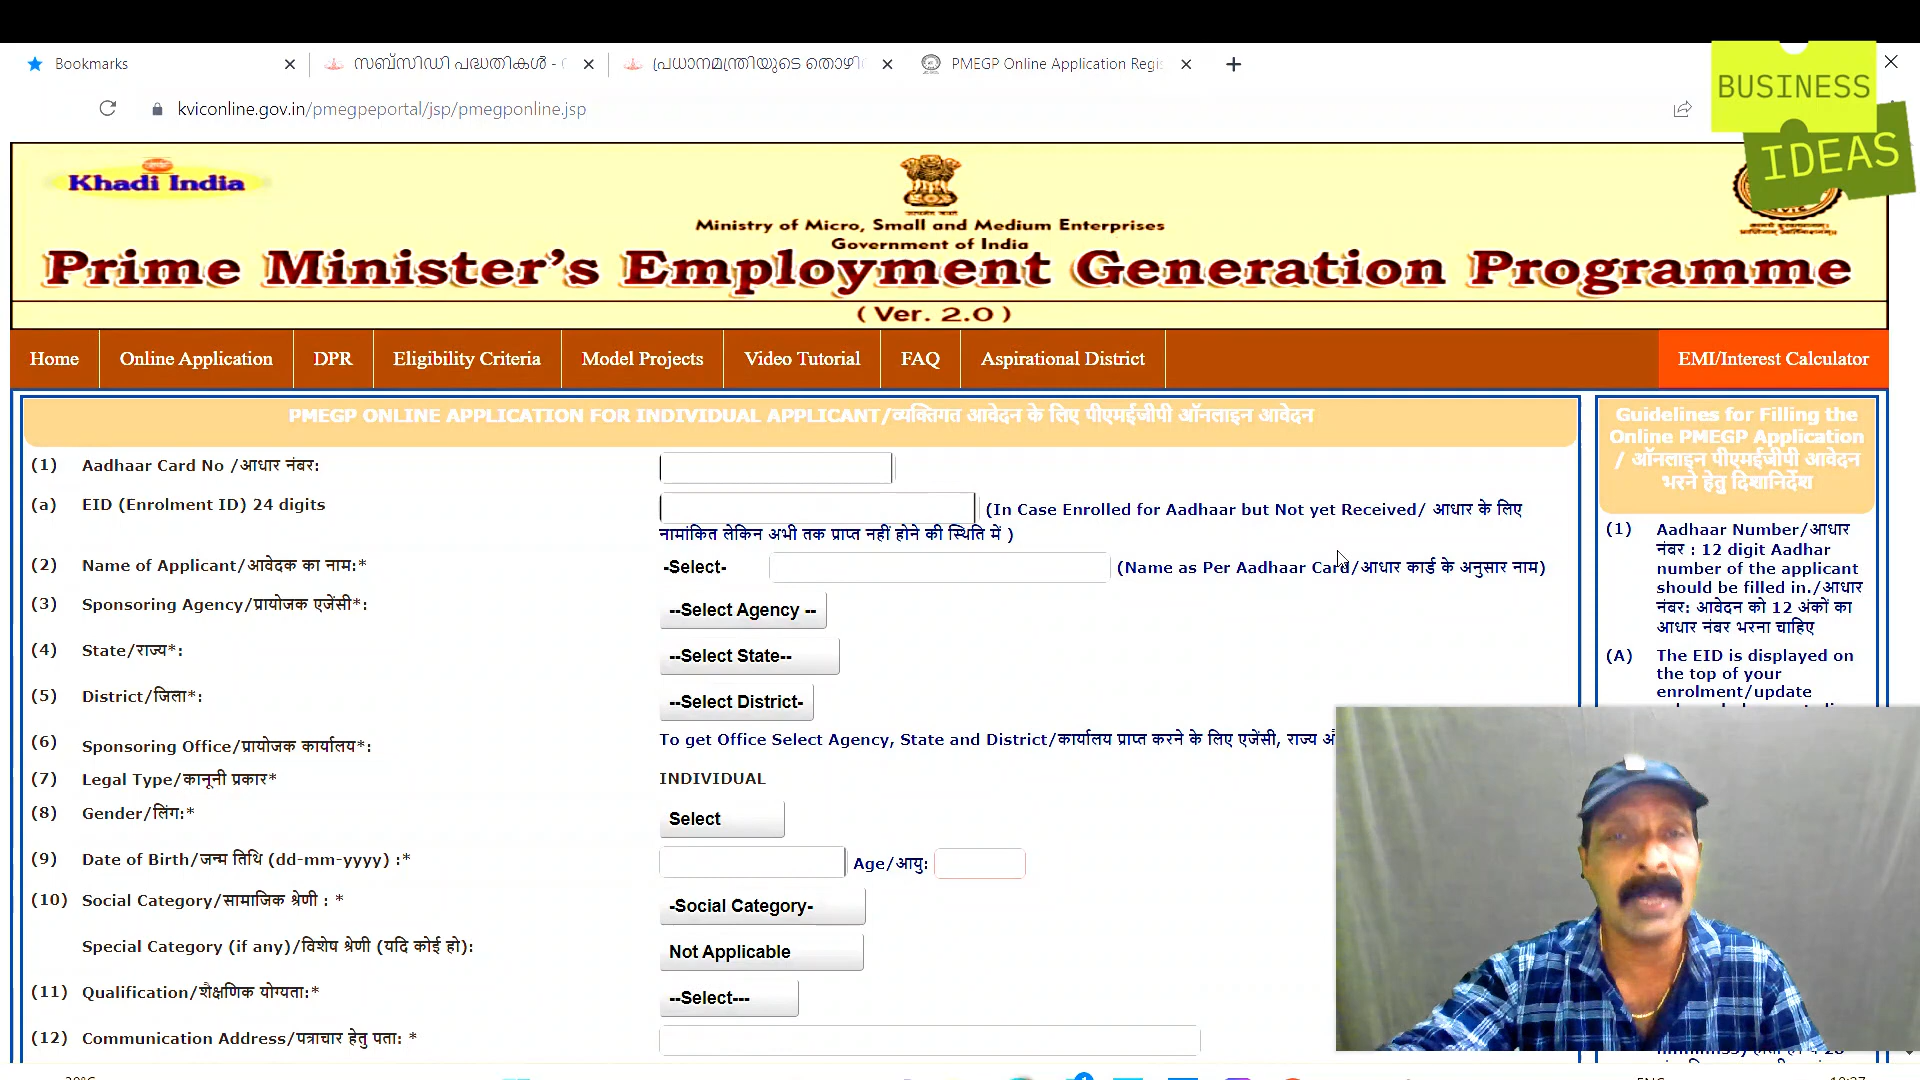 Bookmarks
സബ്സിഡി പദ്ധതികൾ -
പ്രധാനമന്ത്രിയുടെ തൊഴി
PMEGP Online Application Regis
kviconline.gov.in/pmegpeportal/jsp/pmegponline.jsp
BUSINESS
IDEAS
Khadi India
Ministry of Micro, Small and Medium Enterprises
Government of India
Prime Minister's Employment Generation Programme
( Ver. 2.0 )
Home
Online Application
DPR
Eligibility Criteria
Model Projects
Video Tutorial
FAQ
Aspirational District
EMI/Interest Calculator
PMEGP ONLINE APPLICATION FOR INDIVIDUAL APPLICANT/व्यक्तिगत आवेदन के लिए पीएमईजीपी ऑनलाइन आवेदन
(1) Aadhaar Card No /आधार नंबर:
(a) EID (Enrolment ID) 24 digits
(In Case Enrolled for Aadhaar but Not yet Received/ आधार के लिए
नामांकित लेकिन अभी तक प्राप्त नहीं होने की स्थिति में )
(2) Name of Applicant/आवेदक का नाम:*
-Select-
(Name as Per Aadhaar Card/आधार कार्ड के अनुसार नाम)
(3) Sponsoring Agency/प्रायोजक एजेंसी*:
--Select Agency --
(4) State/राज्य*:
--Select State--
(5) District/जिला*:
--Select District-
(6) Sponsoring Office/प्रायोजक कार्यालय*:
To get Office Select Agency, State and District/कार्यालय प्राप्त करने के लिए एजेंसी, राज्य
(7) Legal Type/कानूनी प्रकार*
INDIVIDUAL
(8) Gender/लिंग:*
Select
(9) Date of Birth/जन्म तिथि (dd-mm-yyyy) :*
Age/आयु:
(10) Social Category/सामाजिक श्रेणी : *
-Social Category-
Special Category (if any)/विशेष श्रेणी (यदि कोई हो):
Not Applicable
(11) Qualification/शैक्षणिक योग्यता:*
--Select---
(12) Communication Address/पत्राचार हेतु पता: *
Guidelines for Filling the
Online PMEGP Application
/ ऑनलाइन पीएमईजीपी आवेदन
भरने हेतु दिशानिर्देश
(1) Aadhaar Number/आधार
नंबर : 12 digit Aadhar
number of the applicant
should be filled in./आधार
नंबर: आवेदन को 12 अंकों का
आधार नंबर भरना चाहिए
(A) The EID is displayed on
the top of your
enrolment/update